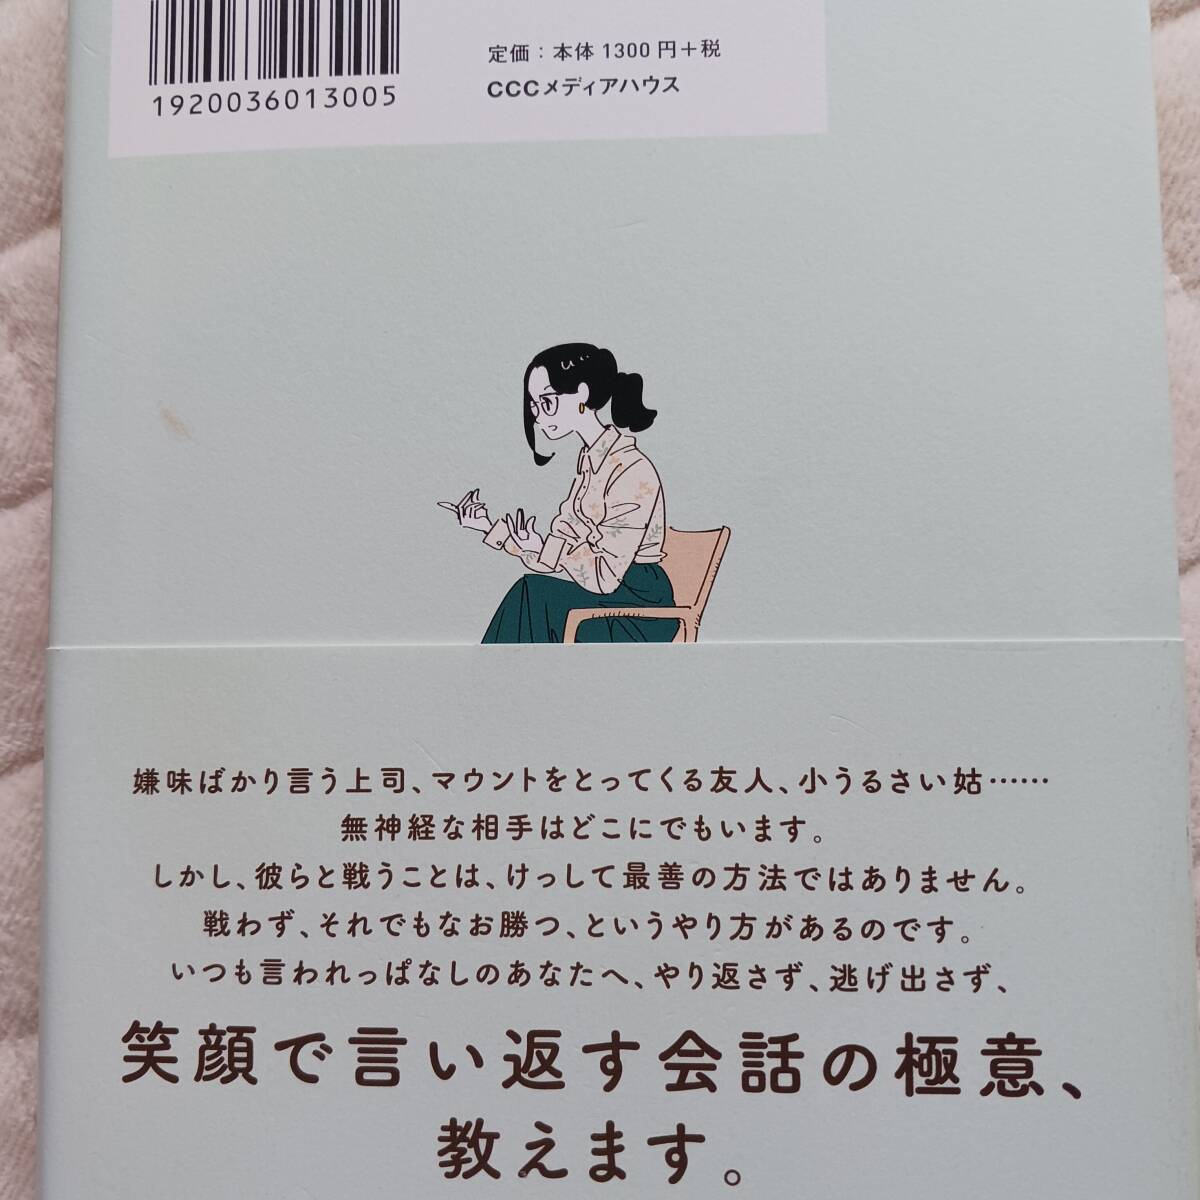 定価：本体1300円＋税
CCCメディアハウス
1920036013005
嫌味ばかり言う上司、マウントをとってくる友人、小うるさい姑……
無神経な相手はどこにでもいます。
しかし、彼らと戦うことは、けっして最善の方法ではありません。
戦わず、それでもなお勝つ、というやり方があるのです。
いつも言われっぱなしのあなたへ、やり返さず、逃げ出さず、
笑顔で言い返す会話の極意、
教えます。